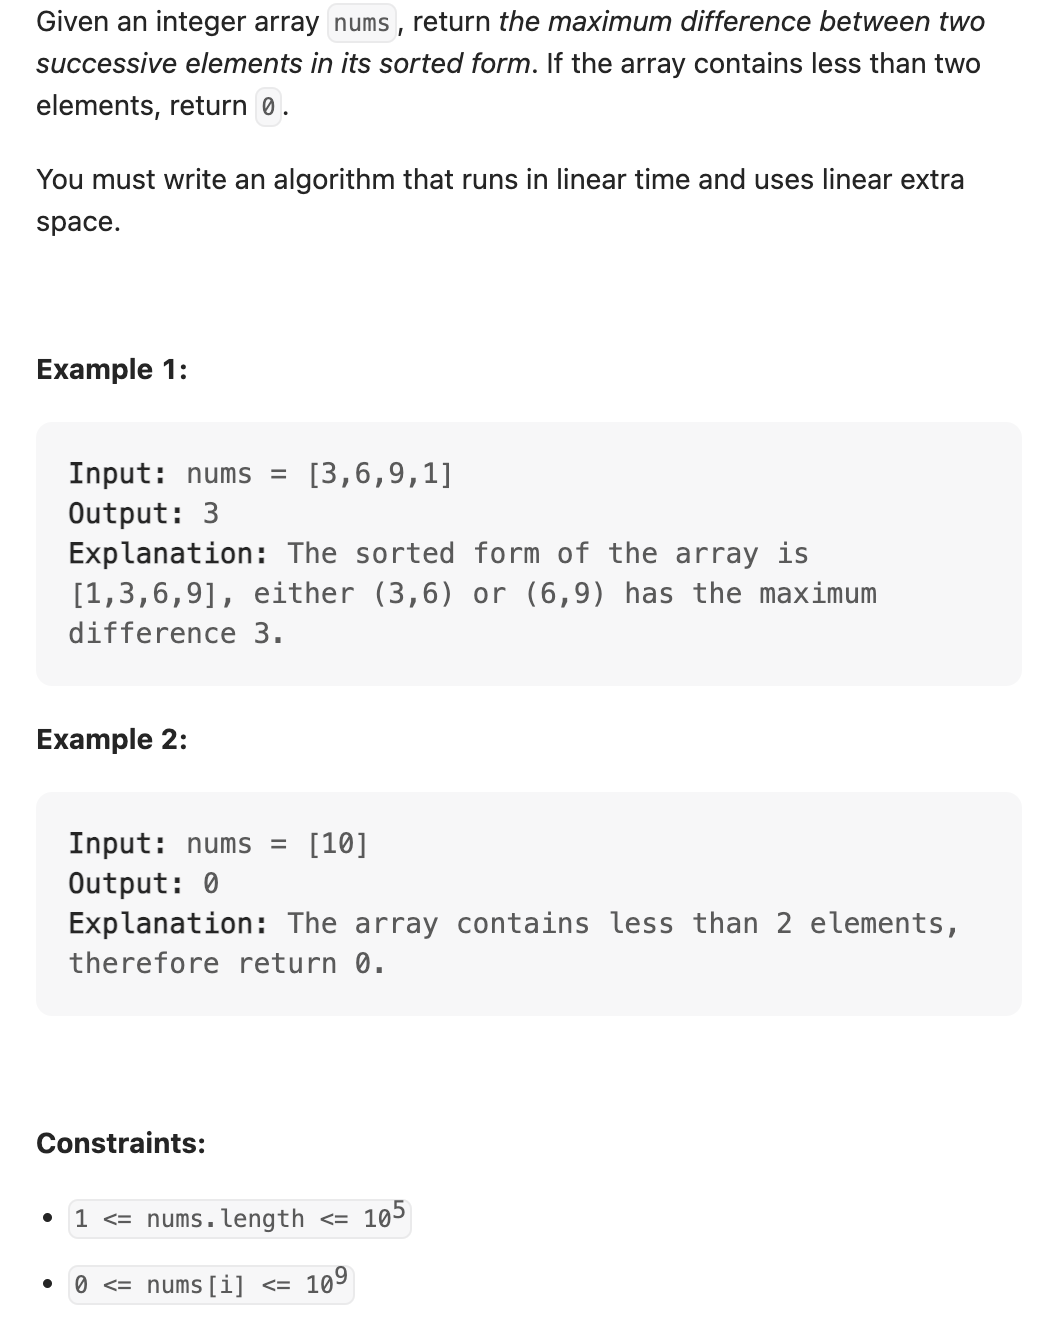 Given an integer array nums, return the maximum difference between two
successive elements in its sorted form. If the array contains less than two
elements, return 0.
You must write an algorithm that runs in linear time and uses linear extra
space.
Example 1:
Input: nums = [3,6,9,1]
Output: 3
Explanation: The sorted form of the array is
[1,3,6,9], either (3,6) or (6,9) has the maximum
difference 3.
Example 2:
Input: nums = [10]
Output: 0
Explanation: The array contains less than 2 elements,
therefore return 0.
Constraints:
• 1 <= nums.length <= 10⁵
• 0 <= nums[i] <= 10⁹